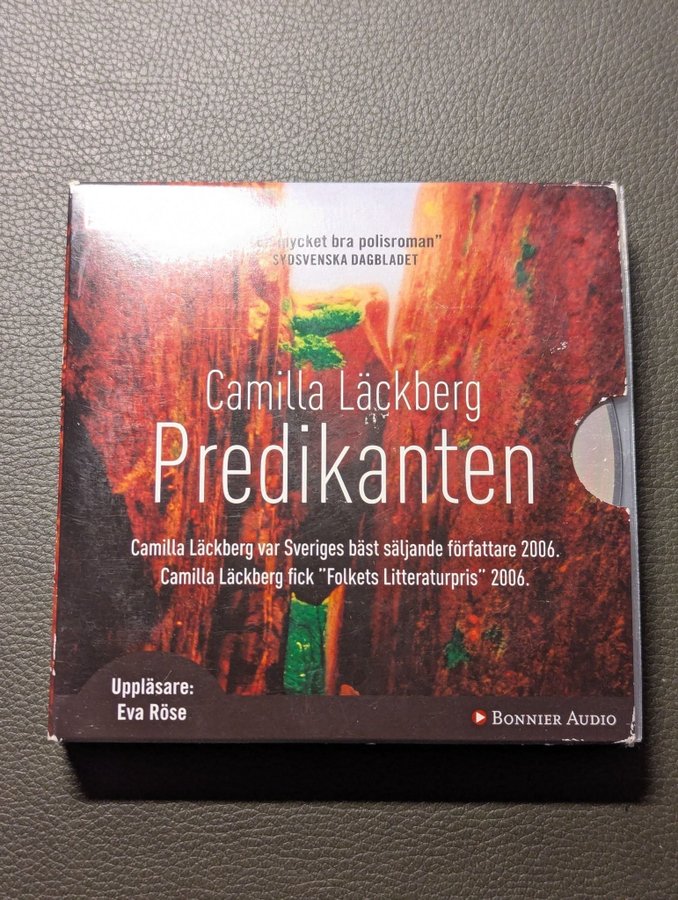 mycket bra polisroman”
SYDSVENSKA DAGBLADET
Camilla Läckberg
Predikanten
Camilla Läckberg var Sveriges bäst säljande författare 2006.
Camilla Läckberg fick ”Folkets Litteraturpris” 2006.
Uppläsare:
Eva Röse
BONNIER AUDIO